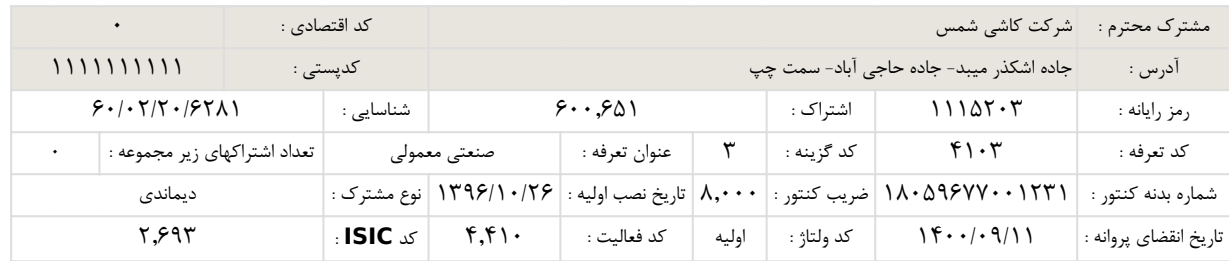 مشترک محترم : شرکت کاشی شمس کد اقتصادی : ۰
آدرس : جاده اشکذر میبد- جاده حاجی آباد- سمت چپ کدپستی : ۱۱۱۱۱۱۱۱۱۱
رمز رایانه : ۱۱۱۵۲۰۳ اشتراک : ۶۰۰,۶۵۱ شناسایی : ۶۰/۰۲/۲۰/۶۲۸۱
کد تعرفه : ۴۱۰۳ کد گزینه : ۳ عنوان تعرفه : صنعتی معمولی تعداد اشتراکهای زیر مجموعه : ۰
شماره بدنه کنتور : ۱۸۰۵۹۶۷۷۰۰۱۲۳۱ ضریب کنتور : ۸,۰۰۰ تاریخ نصب اولیه : ۱۳۹۶/۱۰/۲۶ نوع مشترک : دیماندی
تاریخ انقضای پروانه : ۱۴۰۰/۰۹/۱۱ کد ولتاژ : اولیه کد فعالیت : ۴,۴۱۰ کد ISIC : ۲,۶۹۳